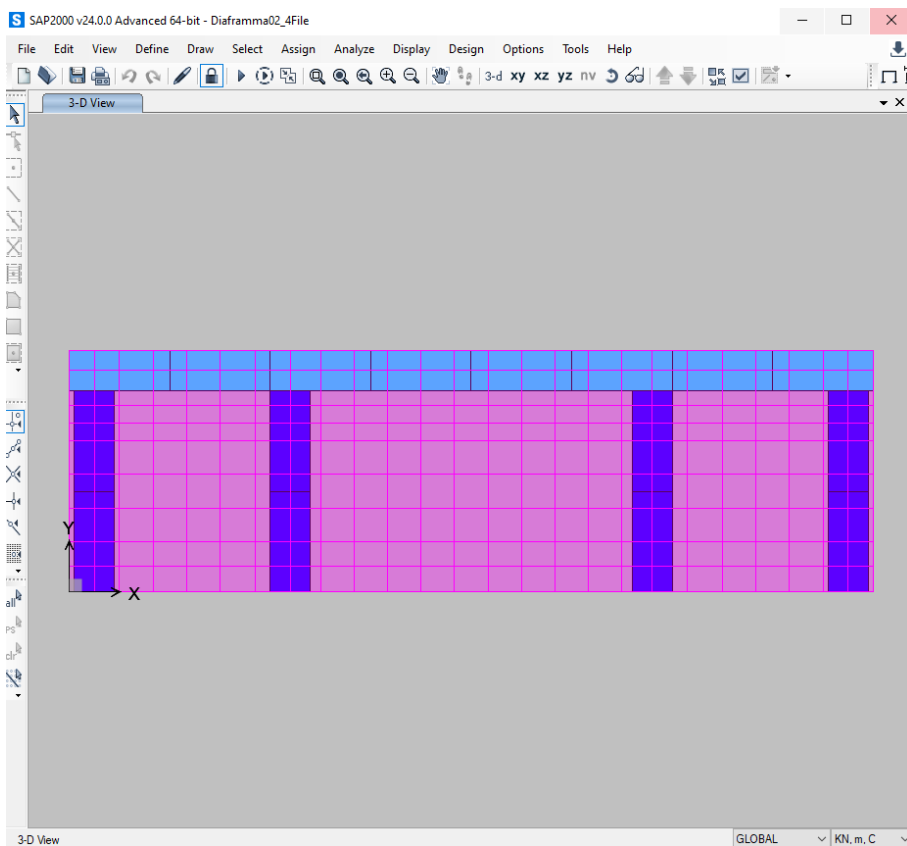 S SAP2000 v24.0.0 Advanced 64-bit - Diaframma02_4File
File Edit View Define Draw Select Assign Analyze Display Design Options Tools Help
3-d xy xz yz nv
3-D View
Y
X
all
ps
clr
3-D View GLOBAL KN, m, C